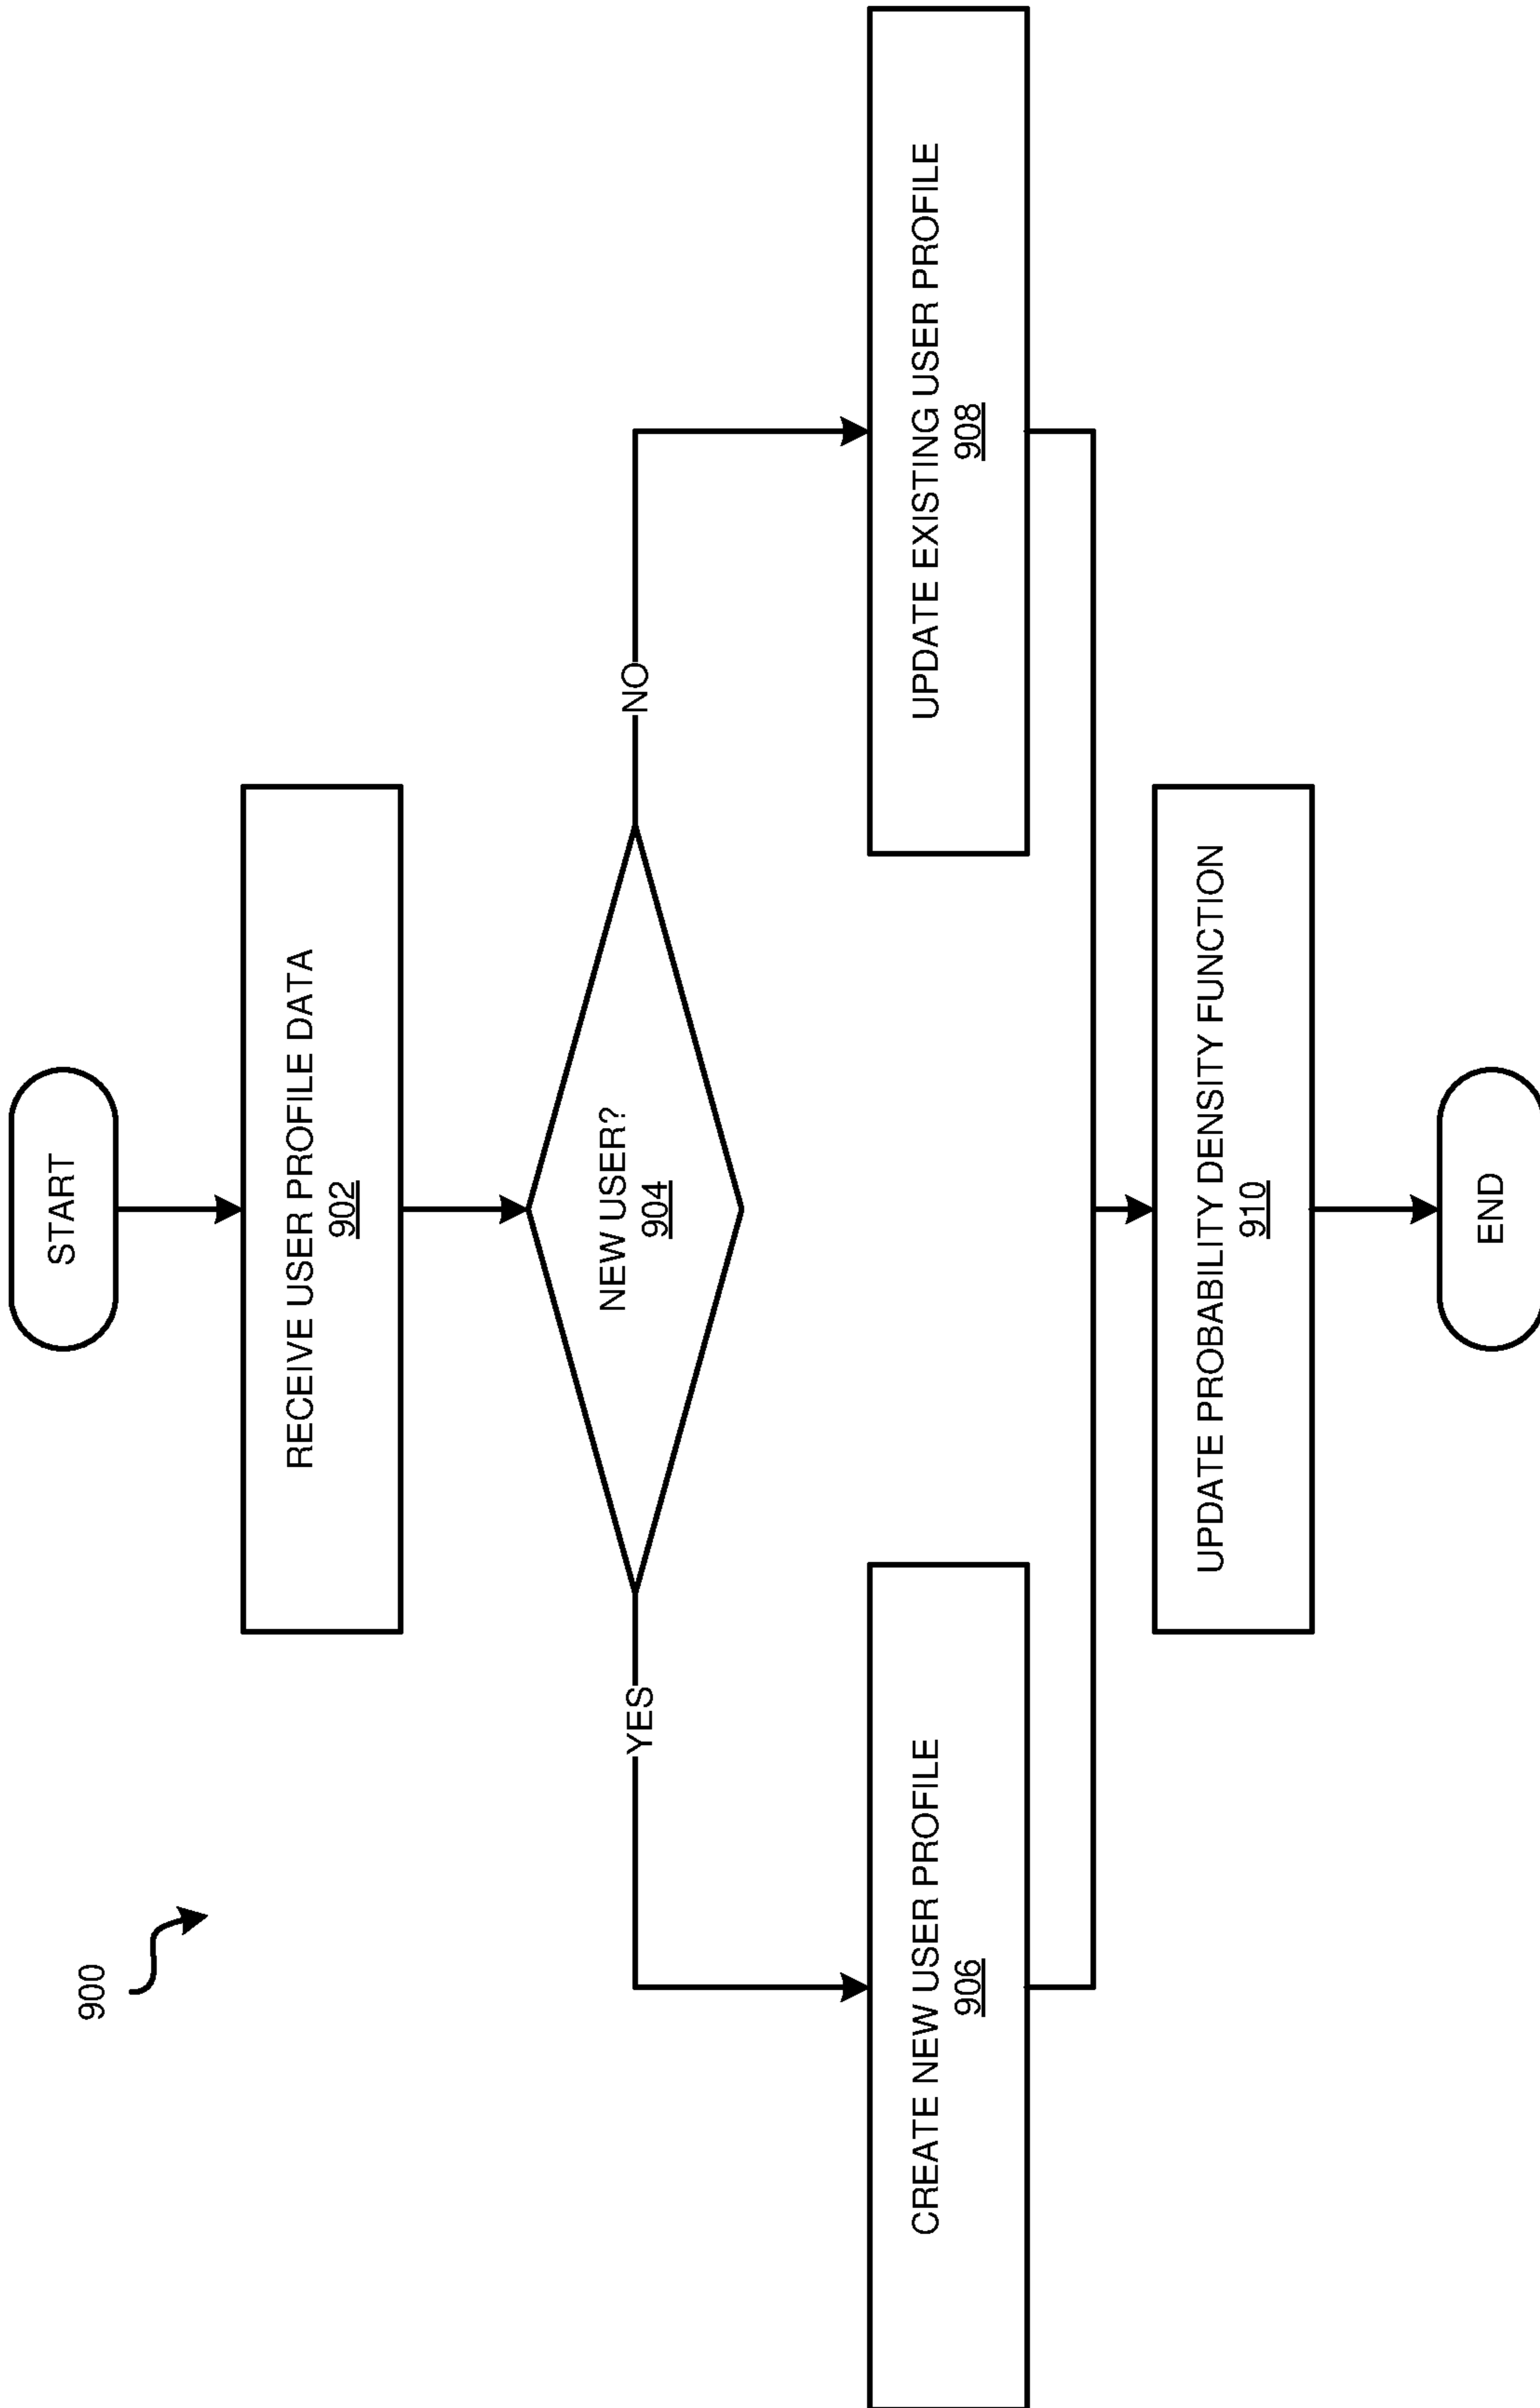 900
START
RECEIVE USER PROFILE DATA
902
NEW USER?
904
YES
NO
CREATE NEW USER PROFILE
906
UPDATE EXISTING USER PROFILE
908
UPDATE PROBABILITY DENSITY FUNCTION
910
END